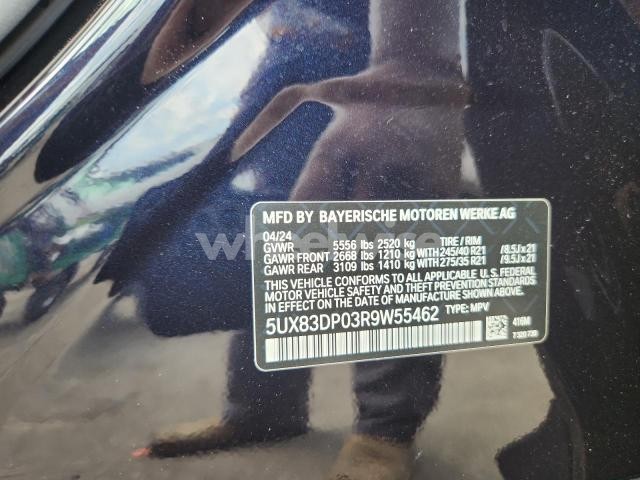 MFD BY BAYERISCHE MOTOREN WERKE AG
04/24
GVWR 5556 lbs 2520 kg TIRE / RIM
GAWR FRONT 2668 lbs 1210 kg WITH 245/40 R21 /8.5Jx21
GAWR REAR 3109 lbs 1410 kg WITH 275/35 R21 /9.5Jx21
THIS VEHICLE CONFORMS TO ALL APPLICABLE U.S. FEDERAL
MOTOR VEHICLE SAFETY, BUMPER, AND THEFT PREVENTION
STANDARDS IN EFFECT ON THE DATE OF MANUFACTURE SHOWN ABOVE.
5UX83DP03R9W55462 TYPE: MPV
416M